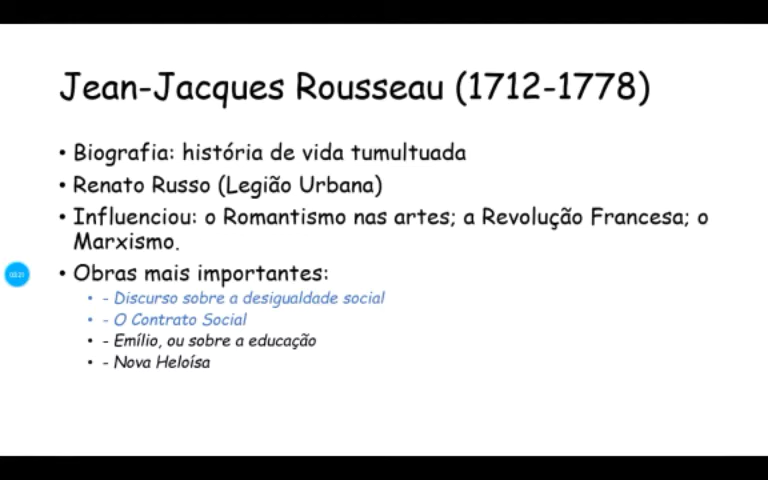 Jean-Jacques Rousseau (1712-1778)
• Biografia: história de vida tumultuada
• Renato Russo (Legião Urbana)
• Influenciou: o Romantismo nas artes; a Revolução Francesa; o
Marxismo.
• Obras mais importantes:
• - Discurso sobre a desigualdade social
• - O Contrato Social
• - Emílio, ou sobre a educação
• - Nova Heloísa